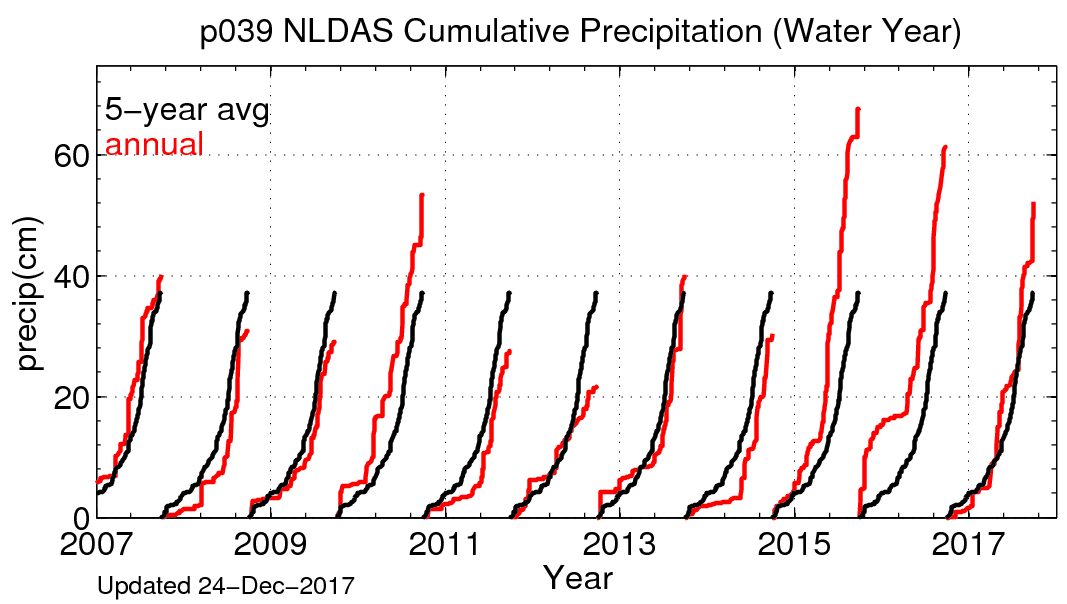 p039 NLDAS Cumulative Precipitation (Water Year)
5−year avg
annual
precip(cm)
60
40
20
0
2007 2009 2011 2013 2015 2017
Year
Updated 24−Dec−2017